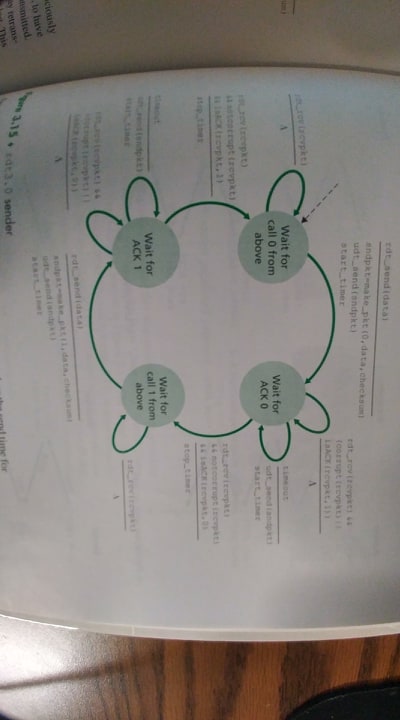 rdt_send(data)
sndpkt=make_pkt(0,data,checksum)
udt_send(sndpkt)
start_timer
rdt_rcv(rcvpkt)
Λ
rdt_rcv(rcvpkt) &&
(corrupt(rcvpkt)||
isACK(rcvpkt,1))
Λ
Wait for
call 0 from
above
Wait for
ACK 0
timeout
udt_send(sndpkt)
start_timer
rdt_rcv(rcvpkt)
&& notcorrupt(rcvpkt)
&& isACK(rcvpkt,1)
stop_timer
rdt_rcv(rcvpkt)
&& notcorrupt(rcvpkt)
&& isACK(rcvpkt,0)
stop_timer
timeout
udt_send(sndpkt)
start_timer
Wait for
ACK 1
Wait for
call 1 from
above
rdt_rcv(rcvpkt)
Λ
rdt_rcv(rcvpkt) &&
(corrupt(rcvpkt)||
isACK(rcvpkt,0))
Λ
rdt_send(data)
sndpkt=make_pkt(1,data,checksum)
udt_send(sndpkt)
start_timer
3.15 ♦ rdt3.0 sender